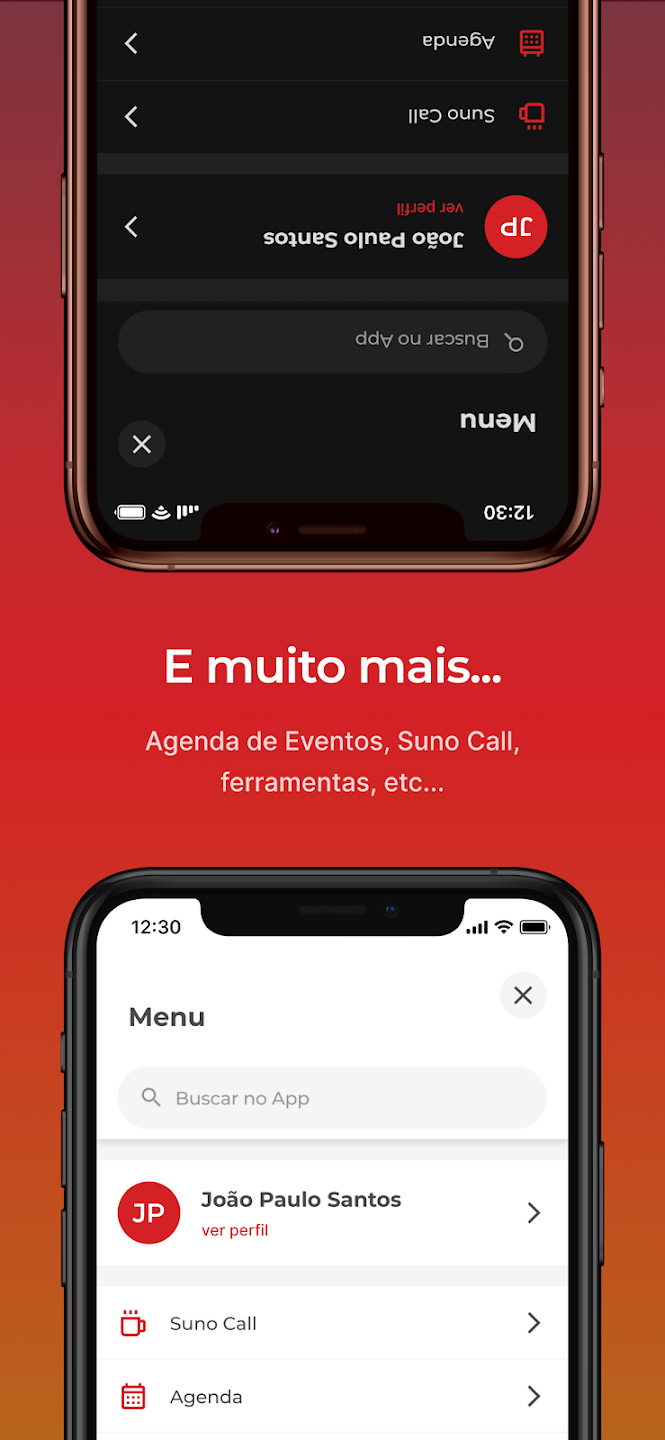 Agenda
Suno Call
ver perfil
João Paulo Santos
JP
Buscar no App
Menu
12:30
E muito mais...
Agenda de Eventos, Suno Call,
ferramentas, etc...
12:30
Menu
Buscar no App
JP
João Paulo Santos
ver perfil
Suno Call
Agenda